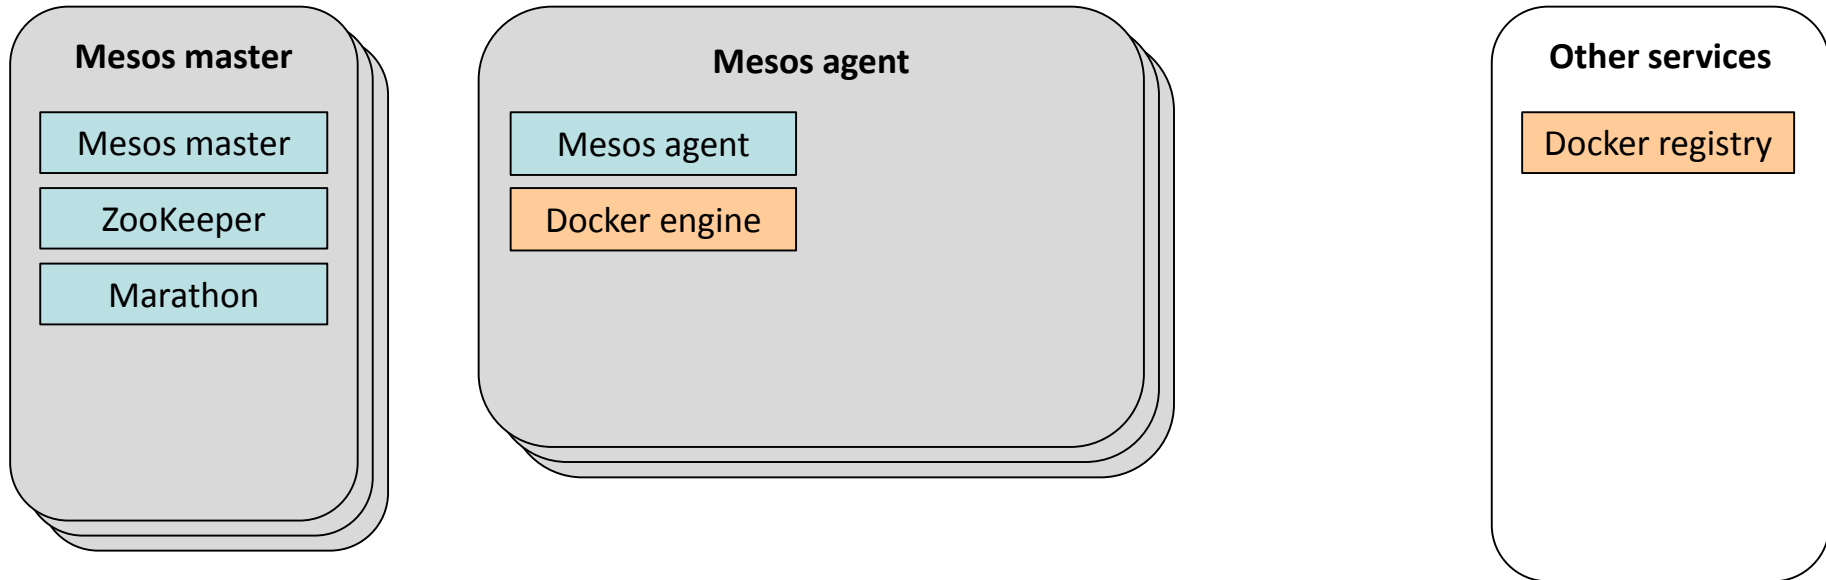 Mesos master
Mesos master
ZooKeeper
Marathon
Mesos agent
Mesos agent
Docker engine
Other services
Docker registry